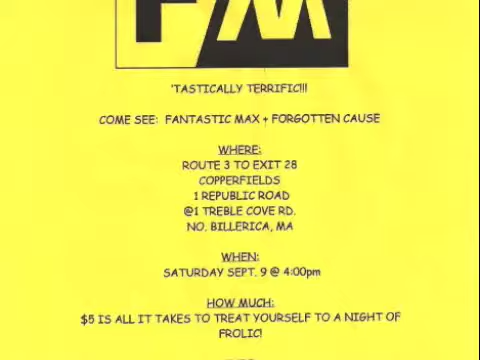 FM
'TASTICALLY TERRIFIC!!!
COME SEE: FANTASTIC MAX + FORGOTTEN CAUSE
WHERE:
ROUTE 3 TO EXIT 28
COPPERFIELDS
1 REPUBLIC ROAD
@1 TREBLE COVE RD.
NO. BILLERICA, MA
WHEN:
SATURDAY SEPT. 9 @ 4:00pm
HOW MUCH:
$5 IS ALL IT TAKES TO TREAT YOURSELF TO A NIGHT OF
FROLIC!